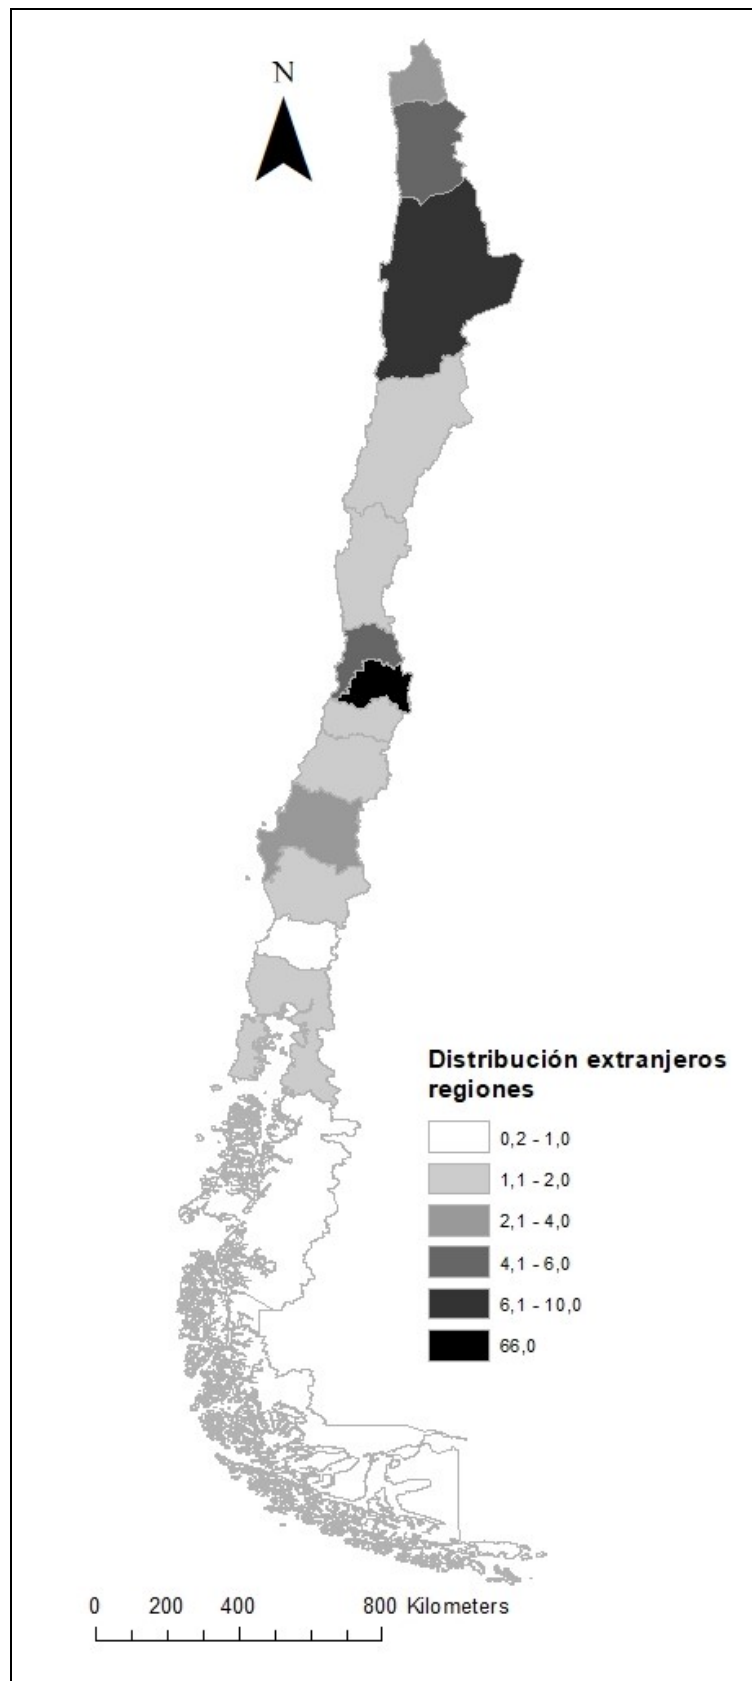 N
Distribución extranjeros
regiones
0,2 - 1,0
1,1 - 2,0
2,1 - 4,0
4,1 - 6,0
6,1 - 10,0
66,0
0 200 400 800 Kilometers